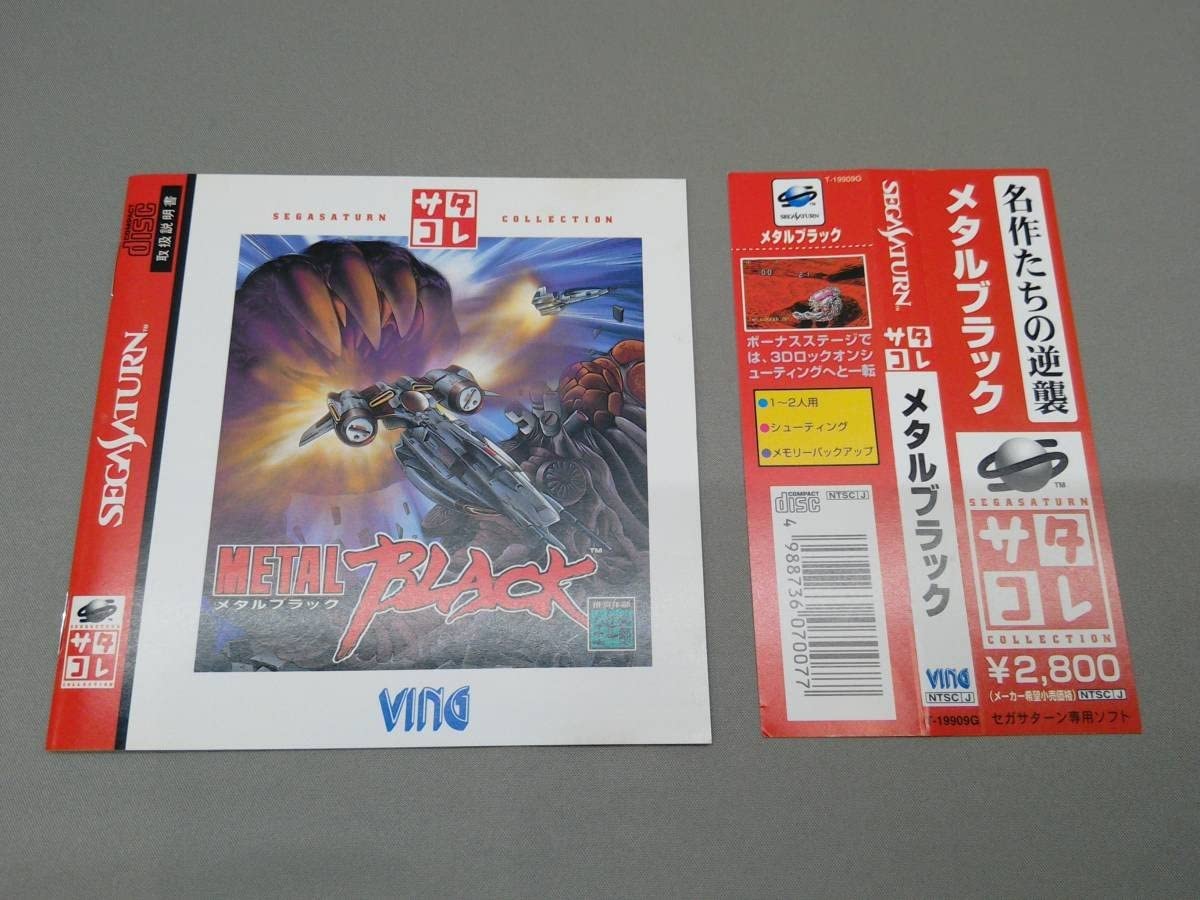 COMPACT
disc
取扱説明書
SEGASATURN™
SEGASATURN
サタ
コレ
COLLECTION
SEGASATURN
サタ
コレ
COLLECTION
METAL BLACK™
メタルブラック
VING
T-19909G
™
SEGASATURN
メタルブラック
ボーナスステージで
は、3Dロックオンシ
ューティングへと一転
●1～2人用
●シューティング
●メモリーバックアップ
COMPACT
disc
NTSC J
4 988736 070077
SEGASATURN™
サタ
コレ
メタルブラック
VING
NTSC J
T-19909G
名作たちの逆襲
メタルブラック
™
SEGASATURN
サタ
コレ
COLLECTION
¥2,800
(メーカー希望小売価格) NTSC J
セガサターン専用ソフト